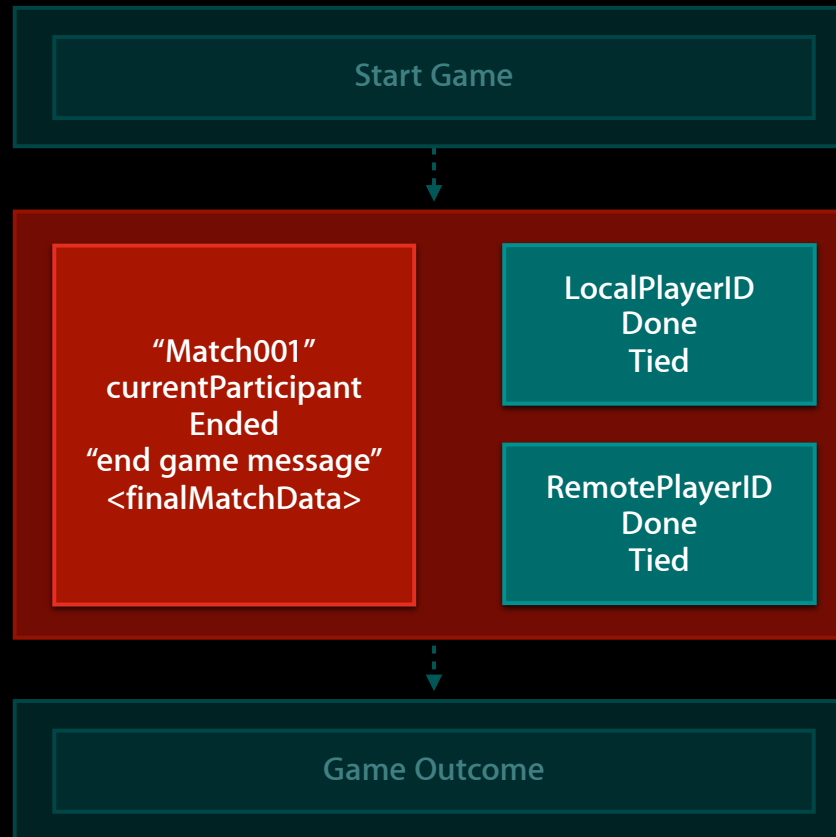 Start Game
“Match001”
currentParticipant
Ended
“end game message”
<finalMatchData>
LocalPlayerID
Done
Tied
RemotePlayerID
Done
Tied
Game Outcome